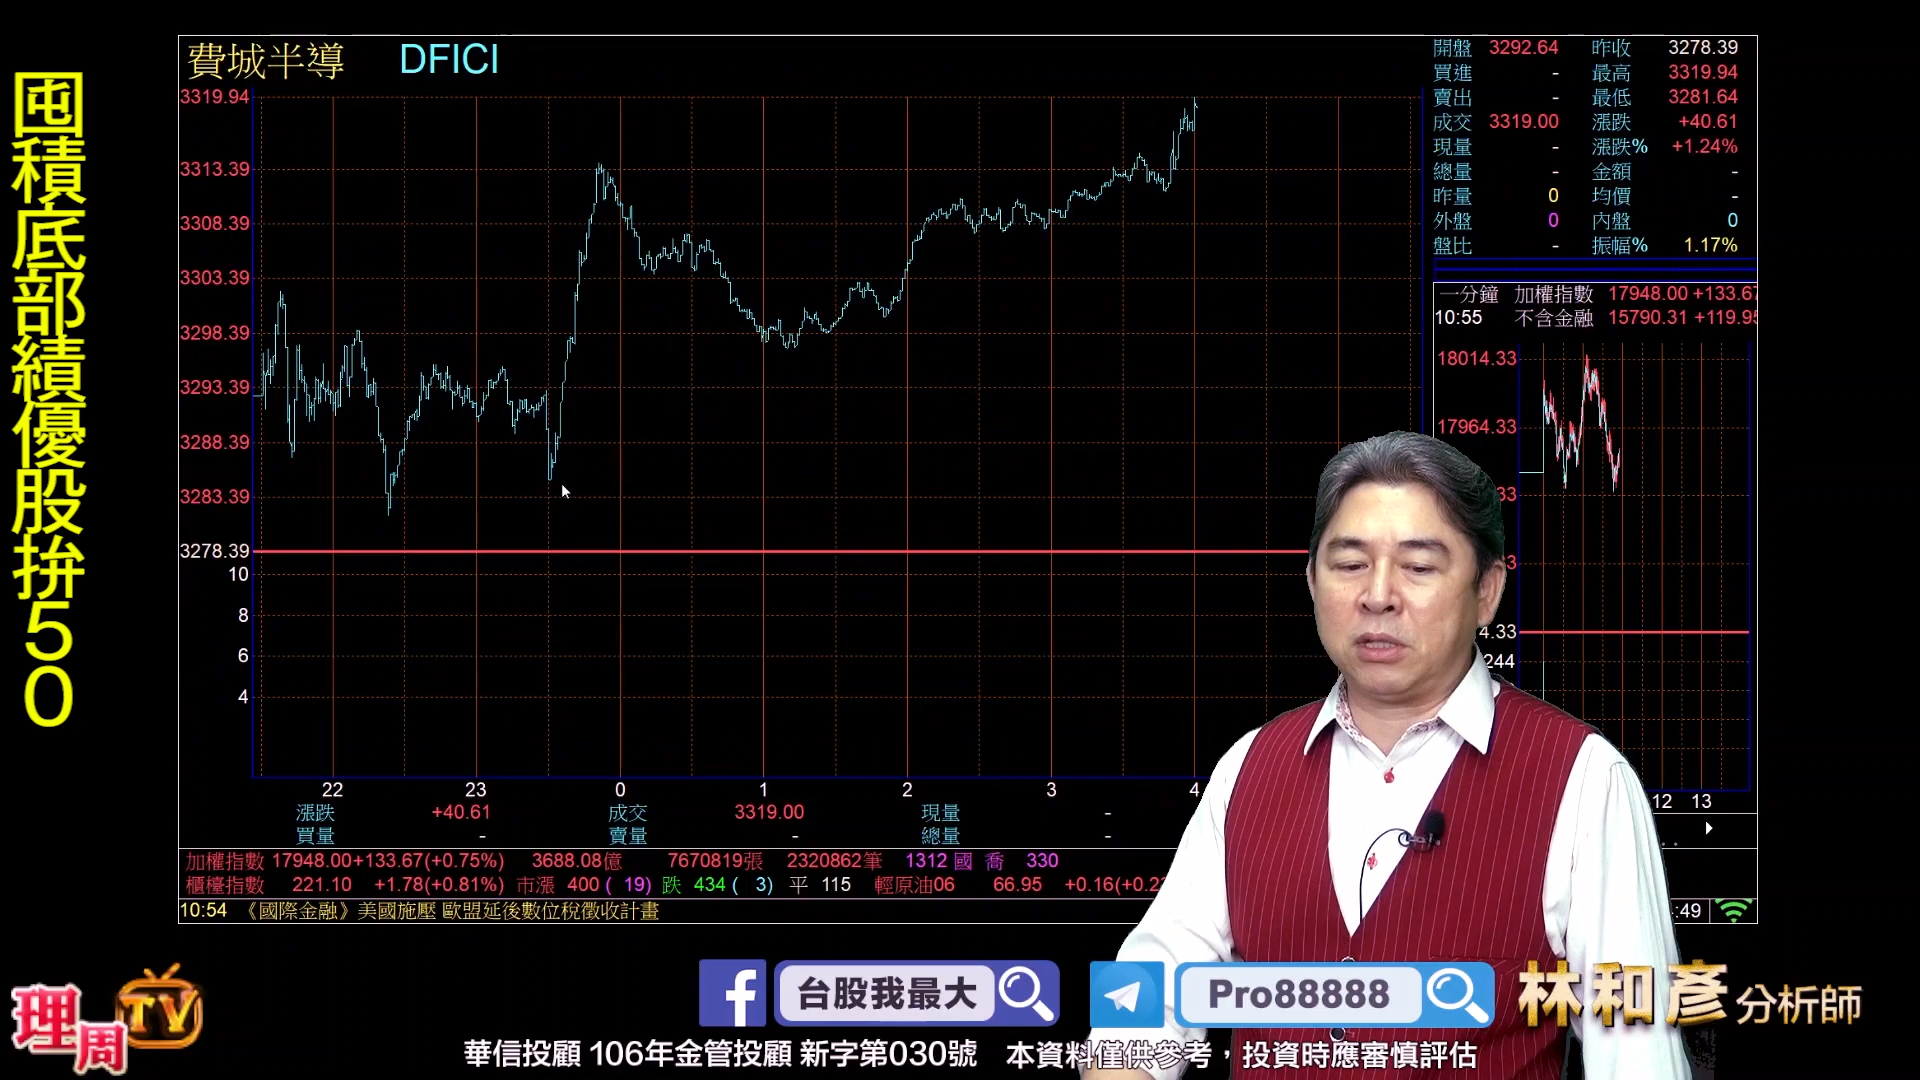 囤積底部績優股拚50
費城半導 DFICI
3319.94
3313.39
3308.39
3303.39
3298.39
3293.39
3288.39
3283.39
3278.39
10
8
6
4
22 23 0 1 2 3 4
漲跌 +40.61 成交 3319.00 現量 -
買量 - 賣量 - 總量 -
開盤 3292.64 昨收 3278.39
買進 - 最高 3319.94
賣出 - 最低 3281.64
成交 3319.00 漲跌 +40.61
現量 - 漲跌% +1.24%
總量 - 金額 -
昨量 0 均價 -
外盤 0 內盤 0
盤比 - 振幅% 1.17%
一分鐘 加權指數 17948.00 +133.67
10:55 不含金融 15790.31 +119.95
18014.33
17964.33
33
3
4.33
244
12 13
加權指數 17948.00 +133.67(+0.75%) 3688.08億 7670819張 2320862筆 1312 國喬 330
櫃檯指數 221.10 +1.78(+0.81%) 市漲 400 ( 19) 跌 434 ( 3) 平 115 輕原油06 66.95 +0.16(+0.2
10:54 《國際金融》美國施壓 歐盟延後數位稅徵收計畫
:49
理周TV
f 台股我最大 Pro88888 林和彥分析師
華信投顧 106年金管投顧 新字第030號 本資料僅供參考，投資時應審慎評估